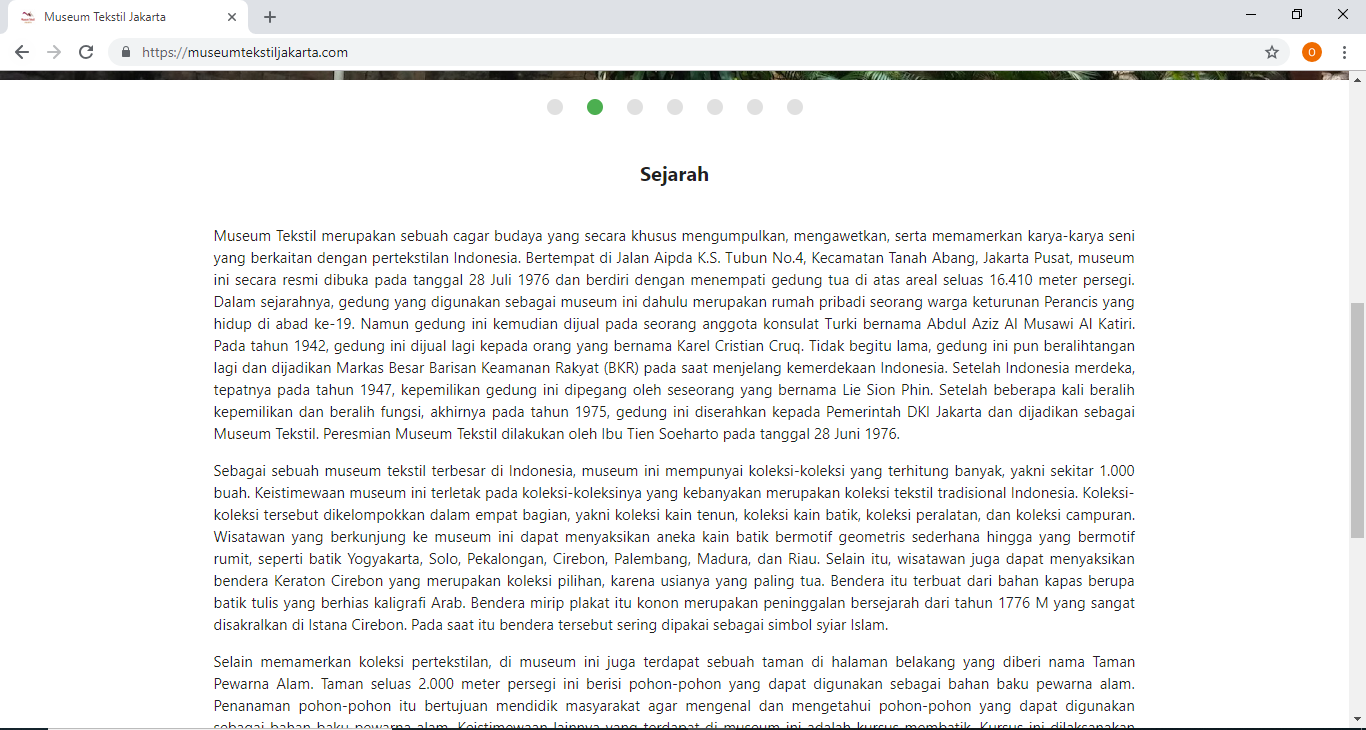 Museum Tekstil Jakarta
https://museumtekstiljakarta.com
O
Sejarah
Museum Tekstil merupakan sebuah cagar budaya yang secara khusus mengumpulkan, mengawetkan, serta memamerkan karya-karya seni
yang berkaitan dengan pertekstilan Indonesia. Bertempat di Jalan Aipda K.S. Tubun No.4, Kecamatan Tanah Abang, Jakarta Pusat, museum
ini secara resmi dibuka pada tanggal 28 Juli 1976 dan berdiri dengan menempati gedung tua di atas areal seluas 16.410 meter persegi.
Dalam sejarahnya, gedung yang digunakan sebagai museum ini dahulu merupakan rumah pribadi seorang warga keturunan Perancis yang
hidup di abad ke-19. Namun gedung ini kemudian dijual pada seorang anggota konsulat Turki bernama Abdul Aziz Al Musawi Al Katiri.
Pada tahun 1942, gedung ini dijual lagi kepada orang yang bernama Karel Cristian Cruq. Tidak begitu lama, gedung ini pun beralihtangan
lagi dan dijadikan Markas Besar Barisan Keamanan Rakyat (BKR) pada saat menjelang kemerdekaan Indonesia. Setelah Indonesia merdeka,
tepatnya pada tahun 1947, kepemilikan gedung ini dipegang oleh seseorang yang bernama Lie Sion Phin. Setelah beberapa kali beralih
kepemilikan dan beralih fungsi, akhirnya pada tahun 1975, gedung ini diserahkan kepada Pemerintah DKI Jakarta dan dijadikan sebagai
Museum Tekstil. Peresmian Museum Tekstil dilakukan oleh Ibu Tien Soeharto pada tanggal 28 Juni 1976.
Sebagai sebuah museum tekstil terbesar di Indonesia, museum ini mempunyai koleksi-koleksi yang terhitung banyak, yakni sekitar 1.000
buah. Keistimewaan museum ini terletak pada koleksi-koleksinya yang kebanyakan merupakan koleksi tekstil tradisional Indonesia. Koleksi-
koleksi tersebut dikelompokkan dalam empat bagian, yakni koleksi kain tenun, koleksi kain batik, koleksi peralatan, dan koleksi campuran.
Wisatawan yang berkunjung ke museum ini dapat menyaksikan aneka kain batik bermotif geometris sederhana hingga yang bermotif
rumit, seperti batik Yogyakarta, Solo, Pekalongan, Cirebon, Palembang, Madura, dan Riau. Selain itu, wisatawan juga dapat menyaksikan
bendera Keraton Cirebon yang merupakan koleksi pilihan, karena usianya yang paling tua. Bendera itu terbuat dari bahan kapas berupa
batik tulis yang berhias kaligrafi Arab. Bendera mirip plakat itu konon merupakan peninggalan bersejarah dari tahun 1776 M yang sangat
disakralkan di Istana Cirebon. Pada saat itu bendera tersebut sering dipakai sebagai simbol syiar Islam.
Selain memamerkan koleksi pertekstilan, di museum ini juga terdapat sebuah taman di halaman belakang yang diberi nama Taman
Pewarna Alam. Taman seluas 2.000 meter persegi ini berisi pohon-pohon yang dapat digunakan sebagai bahan baku pewarna alam.
Penanaman pohon-pohon itu bertujuan mendidik masyarakat agar mengenal dan mengetahui pohon-pohon yang dapat digunakan
sebagai bahan baku pewarna alam. Keistimewaan lainnya yang terdapat di museum ini adalah kursus membatik. Kursus ini dilaksanakan